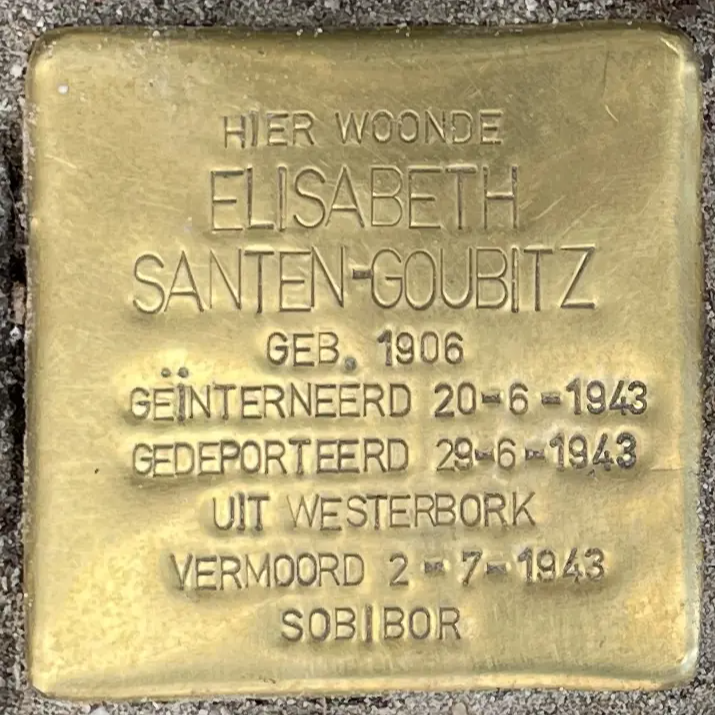 HIER WOONDE
ELISABETH
SANTEN-GOUBITZ
GEB. 1906
GEÏNTERNEERD 20-6-1943
GEDEPORTEERD 29-6-1943
UIT WESTERBORK
VERMOORD 2-7-1943
SOBIBOR